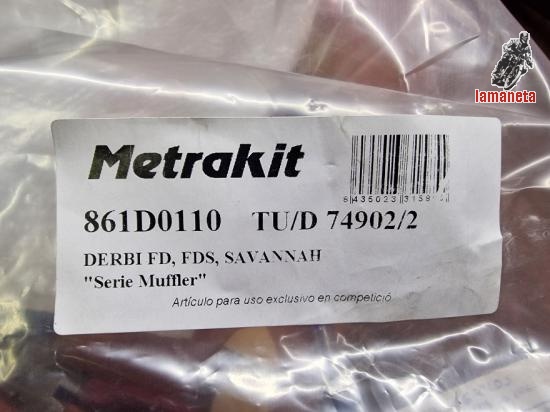 lamaneta
Metrakit
861D0110 TU/D 74902/2
DERBI FD, FDS, SAVANNAH
"Serie Muffler"
Artículo para uso exclusivo en competició